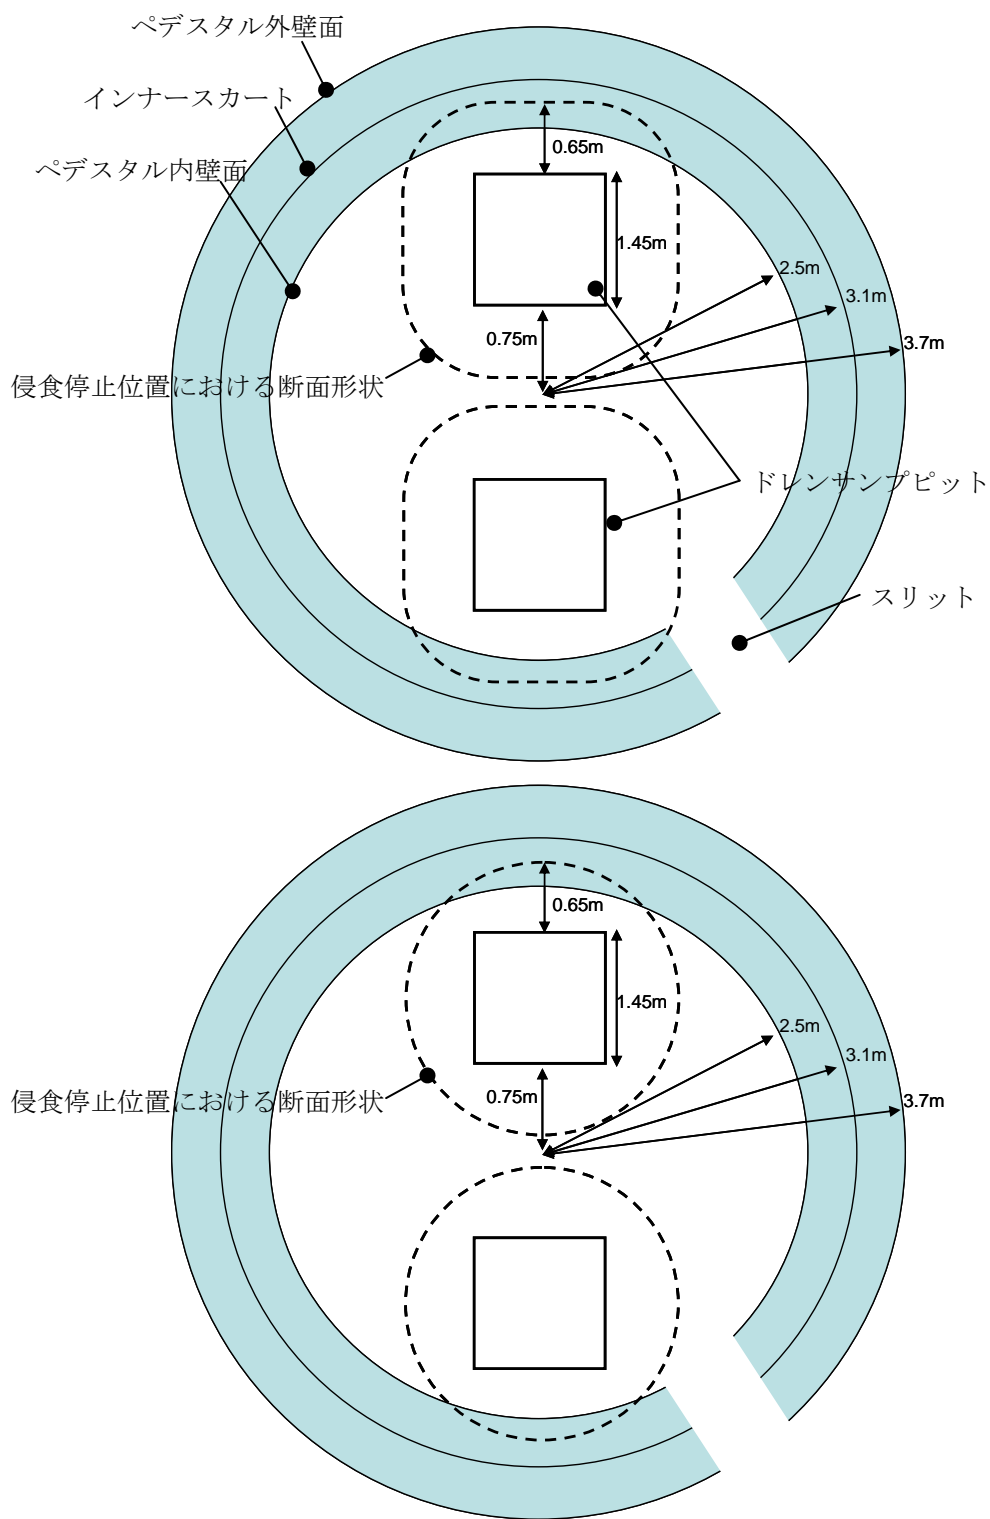 ペデスタル外壁面
インナースカート
ペデスタル内壁面
0.65m
1.45m
2.5m
3.1m
0.75m
3.7m
侵食停止位置における断面形状
ドレンサンプピット
スリット
0.65m
1.45m
2.5m
3.1m
0.75m
3.7m
侵食停止位置における断面形状